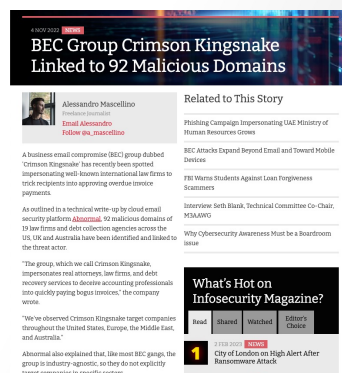 4 NOV 2022 NEWS
BEC Group Crimson Kingsnake
Linked to 92 Malicious Domains
Alessandro Mascellino
Freelance Journalist
Email Alessandro
Follow @a_mascellino
A business email compromise (BEC) group dubbed
'Crimson Kingsnake' has recently been spotted
impersonating well-known international law firms to
trick recipients into approving overdue invoice
payments.
As outlined in a technical write-up by cloud email
security platform Abnormal, 92 malicious domains of
19 law firms and debt collection agencies across the
US, UK and Australia have been identified and linked to
the threat actor.
"The group, which we call Crimson Kingsnake,
impersonates real attorneys, law firms, and debt
recovery services to deceive accounting professionals
into quickly paying bogus invoices," the company
wrote.
"We've observed Crimson Kingsnake target companies
throughout the United States, Europe, the Middle East,
and Australia."
Abnormal also explained that, like most BEC gangs, the
group is industry-agnostic, so they do not explicitly
target companies in specific sectors.
Related to This Story
Phishing Campaign Impersonating UAE Ministry of
Human Resources Grows
BEC Attacks Expand Beyond Email and Toward Mobile
Devices
FBI Warns Students Against Loan Forgiveness
Scammers
Interview: Seth Blank, Technical Committee Co-Chair,
M3AAWG
Why Cybersecurity Awareness Must be a Boardroom
issue
What's Hot on
Infosecurity Magazine?
Read Shared Watched Editor's
Choice
1
2 FEB 2023 NEWS
City of London on High Alert After
Ransomware Attack